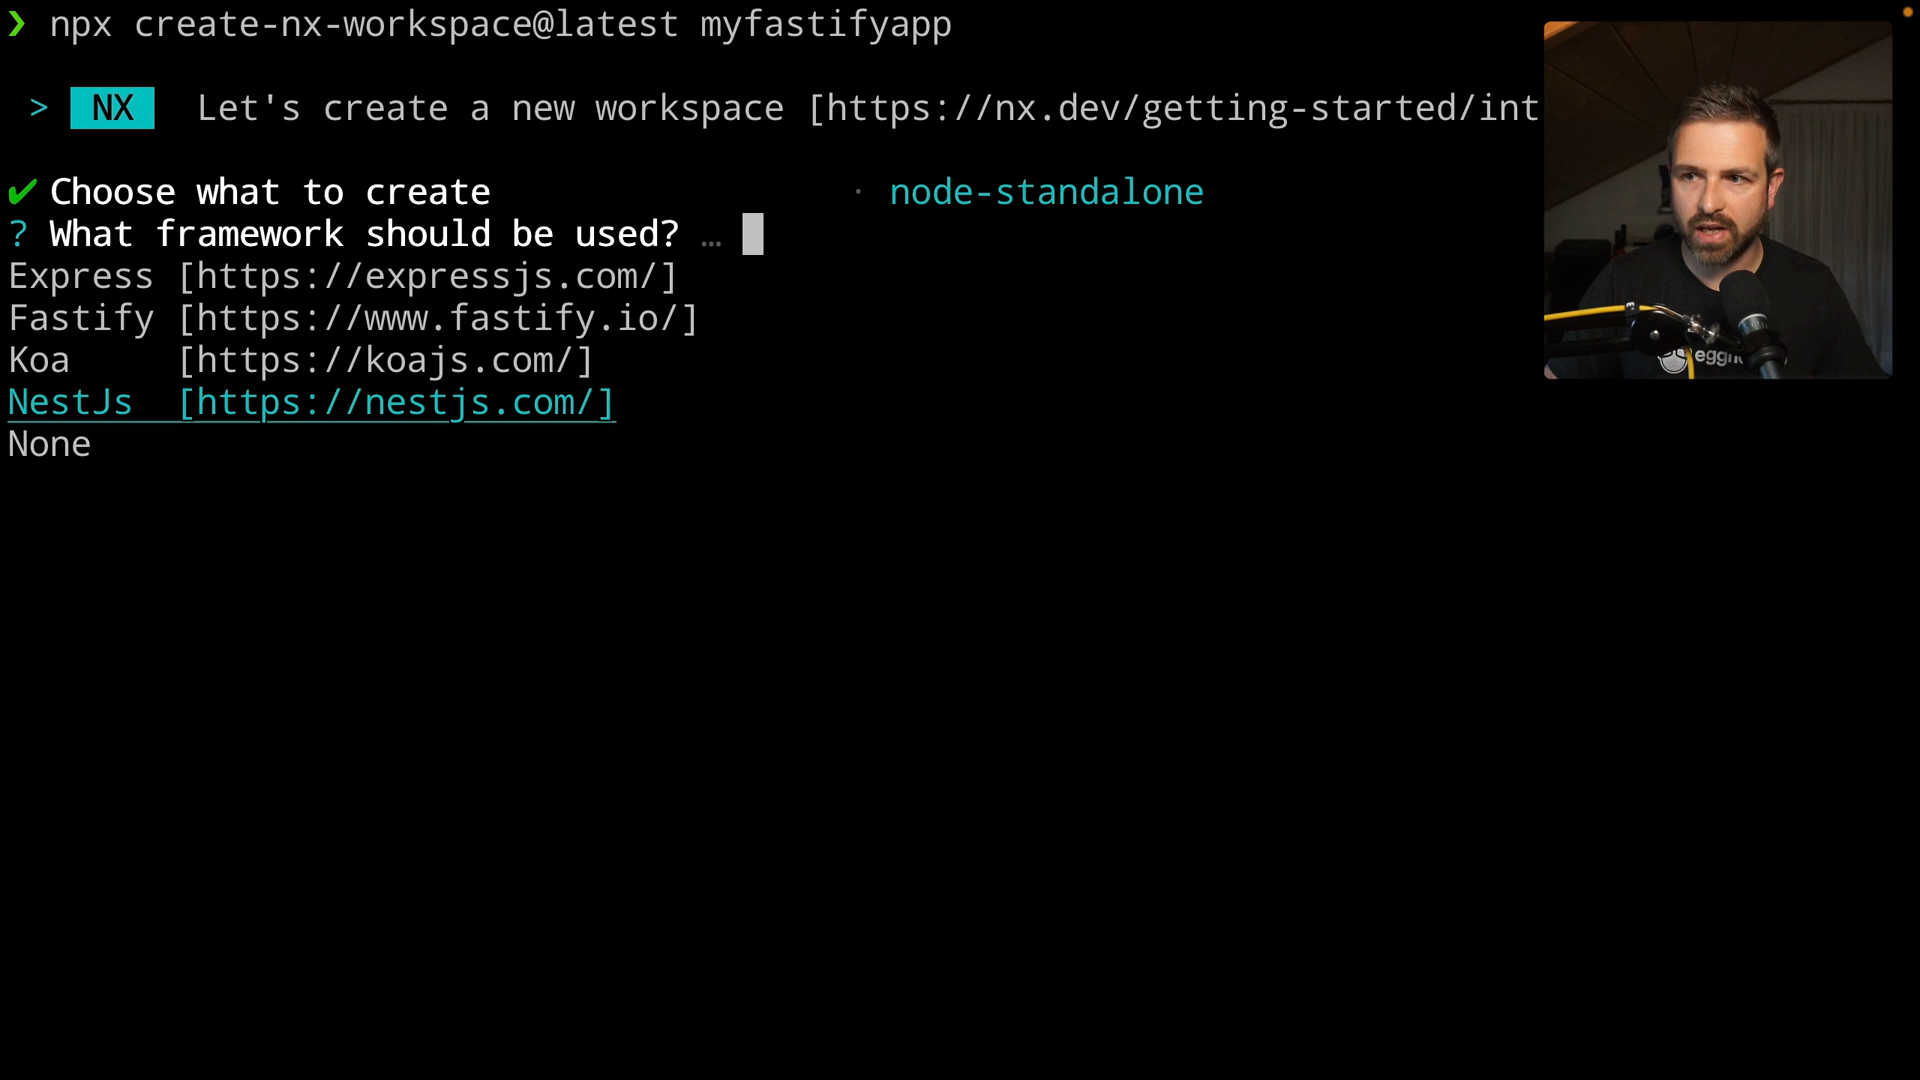 ❯ npx create-nx-workspace@latest myfastifyapp
> NX Let's create a new workspace [https://nx.dev/getting-started/int
✔ Choose what to create · node-standalone
? What framework should be used? …
Express [https://expressjs.com/]
Fastify [https://www.fastify.io/]
Koa [https://koajs.com/]
NestJs [https://nestjs.com/]
None